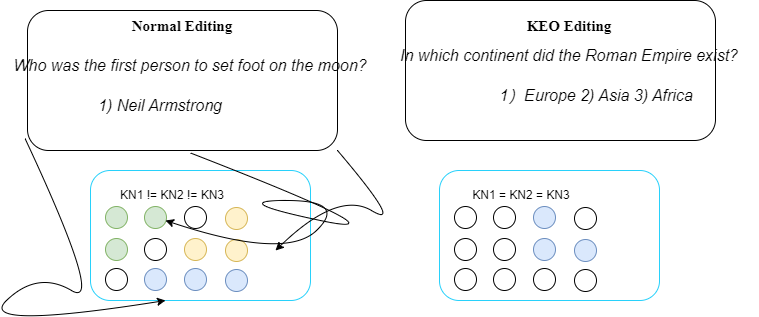 Normal Editing
Who was the first person to set foot on the moon?
1) Neil Armstrong
KN1 != KN2 != KN3
KEO Editing
In which continent did the Roman Empire exist?
1)  Europe 2) Asia 3) Africa
KN1 = KN2 = KN3